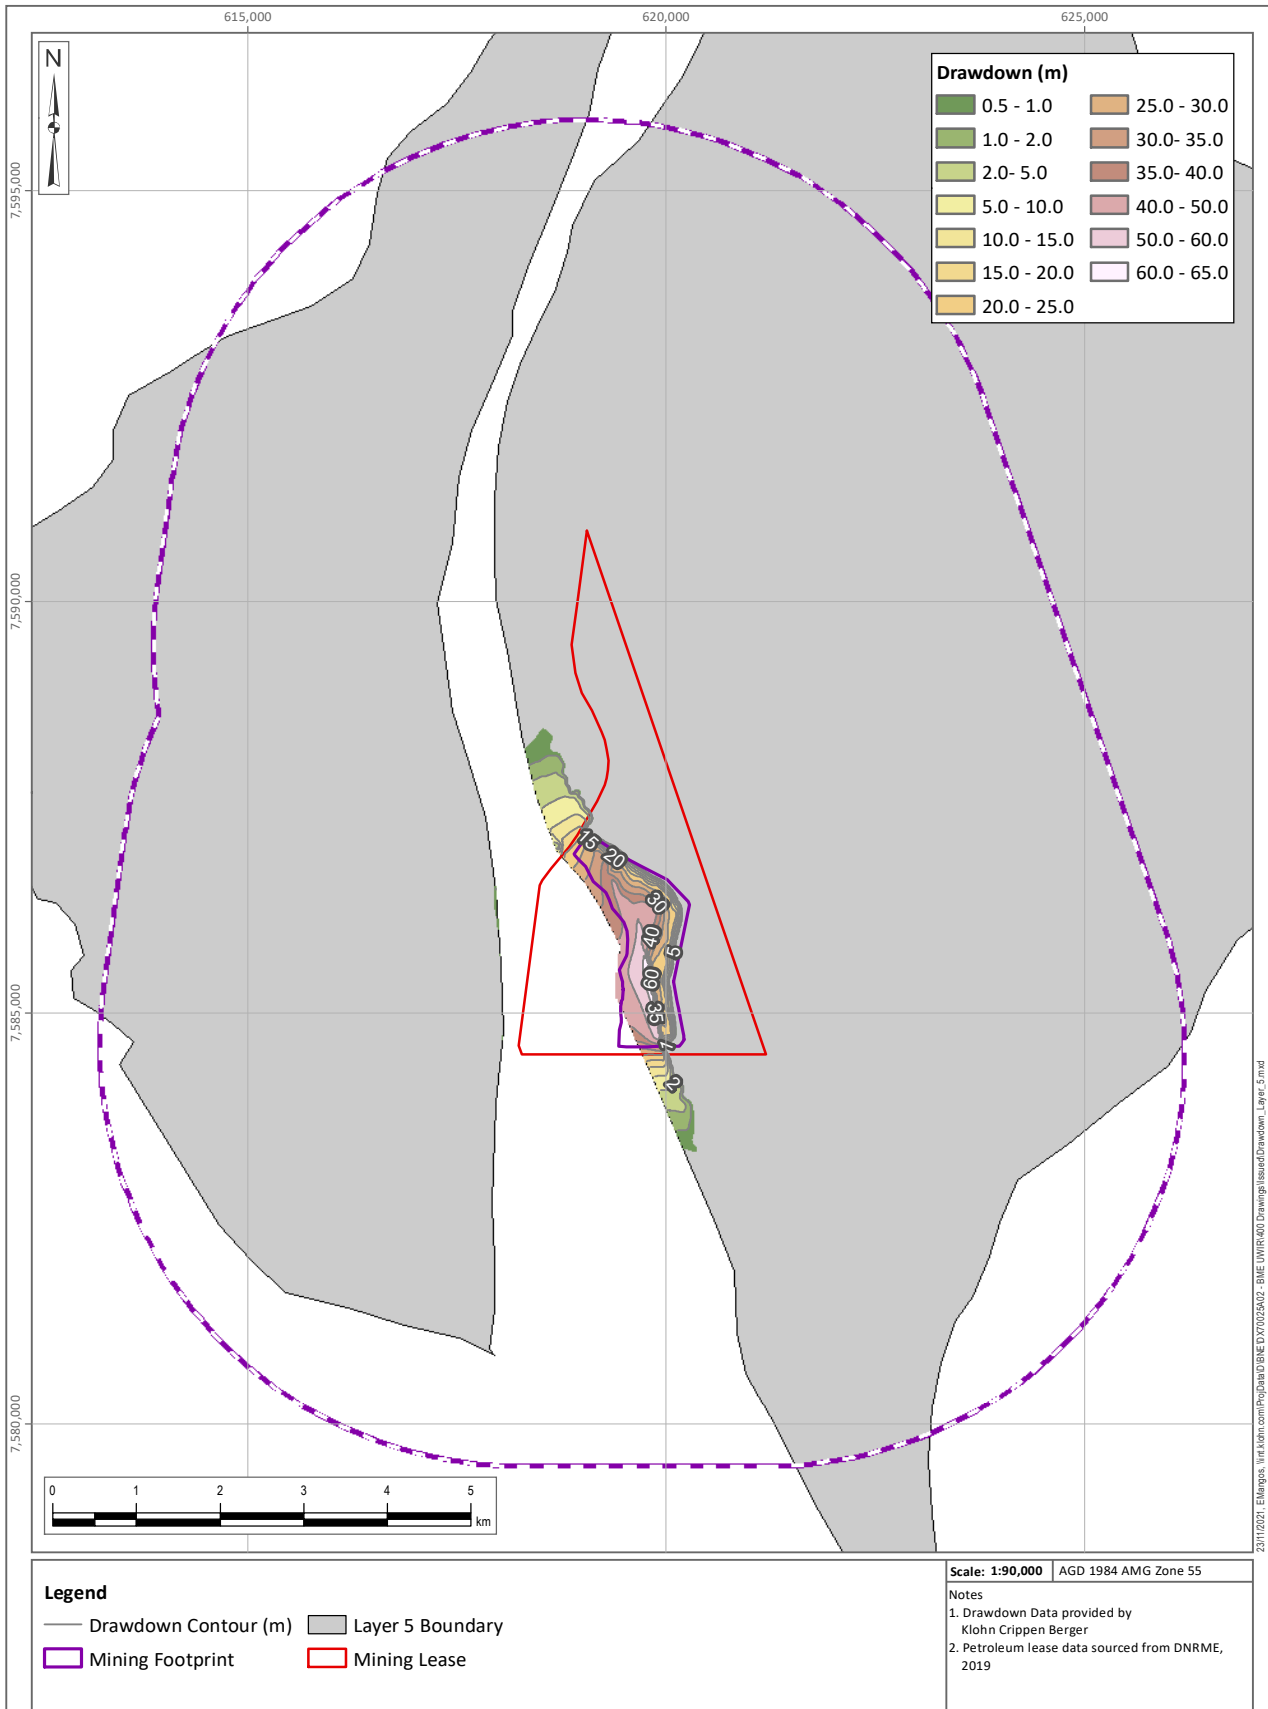 615,000
620,000
625,000
N
Drawdown (m)
0.5 - 1.0
1.0 - 2.0
2.0- 5.0
5.0 - 10.0
10.0 - 15.0
15.0 - 20.0
20.0 - 25.0
25.0 - 30.0
30.0- 35.0
35.0- 40.0
40.0 - 50.0
50.0 - 60.0
60.0 - 65.0
7,595,000
7,590,000
7,585,000
7,580,000
15
20
30
40
5
60
35
1
2
0 1 2 3 4 5
km
Legend
Drawdown Contour (m)
Layer 5 Boundary
Mining Footprint
Mining Lease
Scale: 1:90,000
AGD 1984 AMG Zone 55
Notes
1. Drawdown Data provided by
Klohn Crippen Berger
2. Petroleum lease data sourced from DNRME,
2019